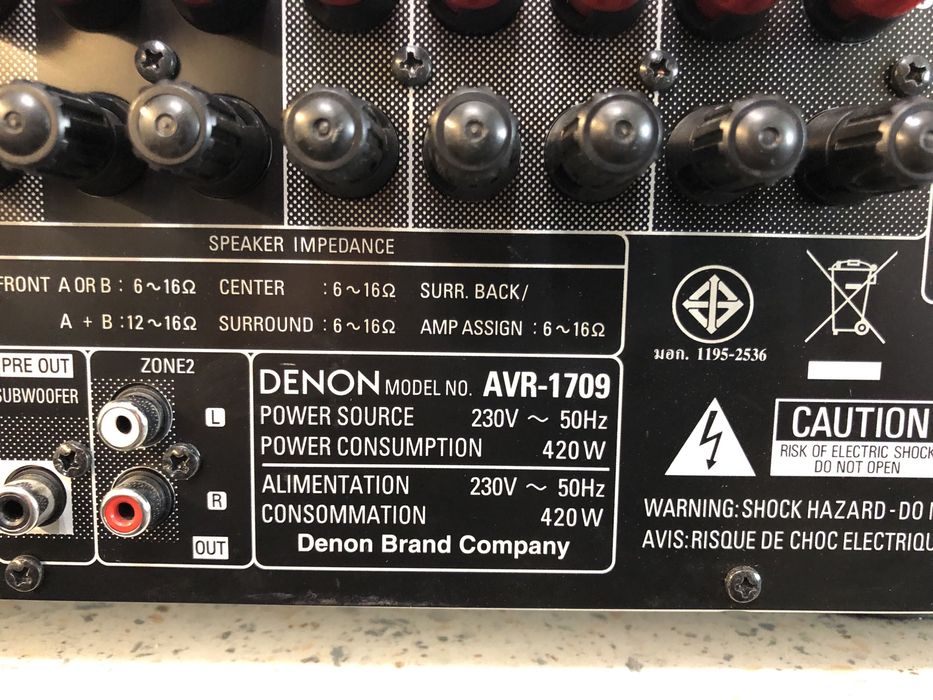 SPEAKER IMPEDANCE
FRONT A OR B : 6~16Ω CENTER : 6~16Ω SURR. BACK/
A + B : 12~16Ω SURROUND : 6~16Ω AMP ASSIGN : 6~16Ω
มอก. 1195-2536
PRE OUT
SUBWOOFER
ZONE2
L
R
OUT
DENON MODEL NO. AVR-1709
POWER SOURCE 230V ~ 50Hz
POWER CONSUMPTION 420W
ALIMENTATION 230V ~ 50Hz
CONSOMMATION 420W
Denon Brand Company
CAUTION
RISK OF ELECTRIC SHOCK
DO NOT OPEN
WARNING: SHOCK HAZARD - DO
AVIS: RISQUE DE CHOC ELECTRIQU